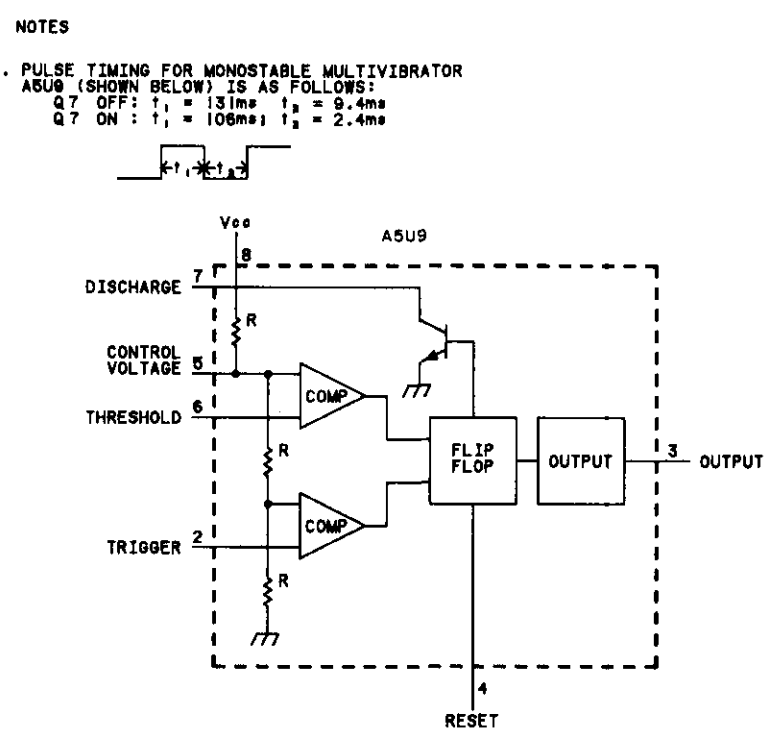 NOTES
. PULSE TIMING FOR MONOSTABLE MULTIVIBRATOR
A5U9 (SHOWN BELOW) IS AS FOLLOWS:
Q7 OFF: t₁ = 131ms t₂ = 9.4ms
Q7 ON : t₁ = 106ms; t₂ = 2.4ms
t₁ t₂
Vcc
A5U9
8
7
DISCHARGE
R
CONTROL
VOLTAGE 5
COMP
THRESHOLD 6
R
FLIP
FLOP
OUTPUT
3 OUTPUT
COMP
TRIGGER 2
R
4
RESET